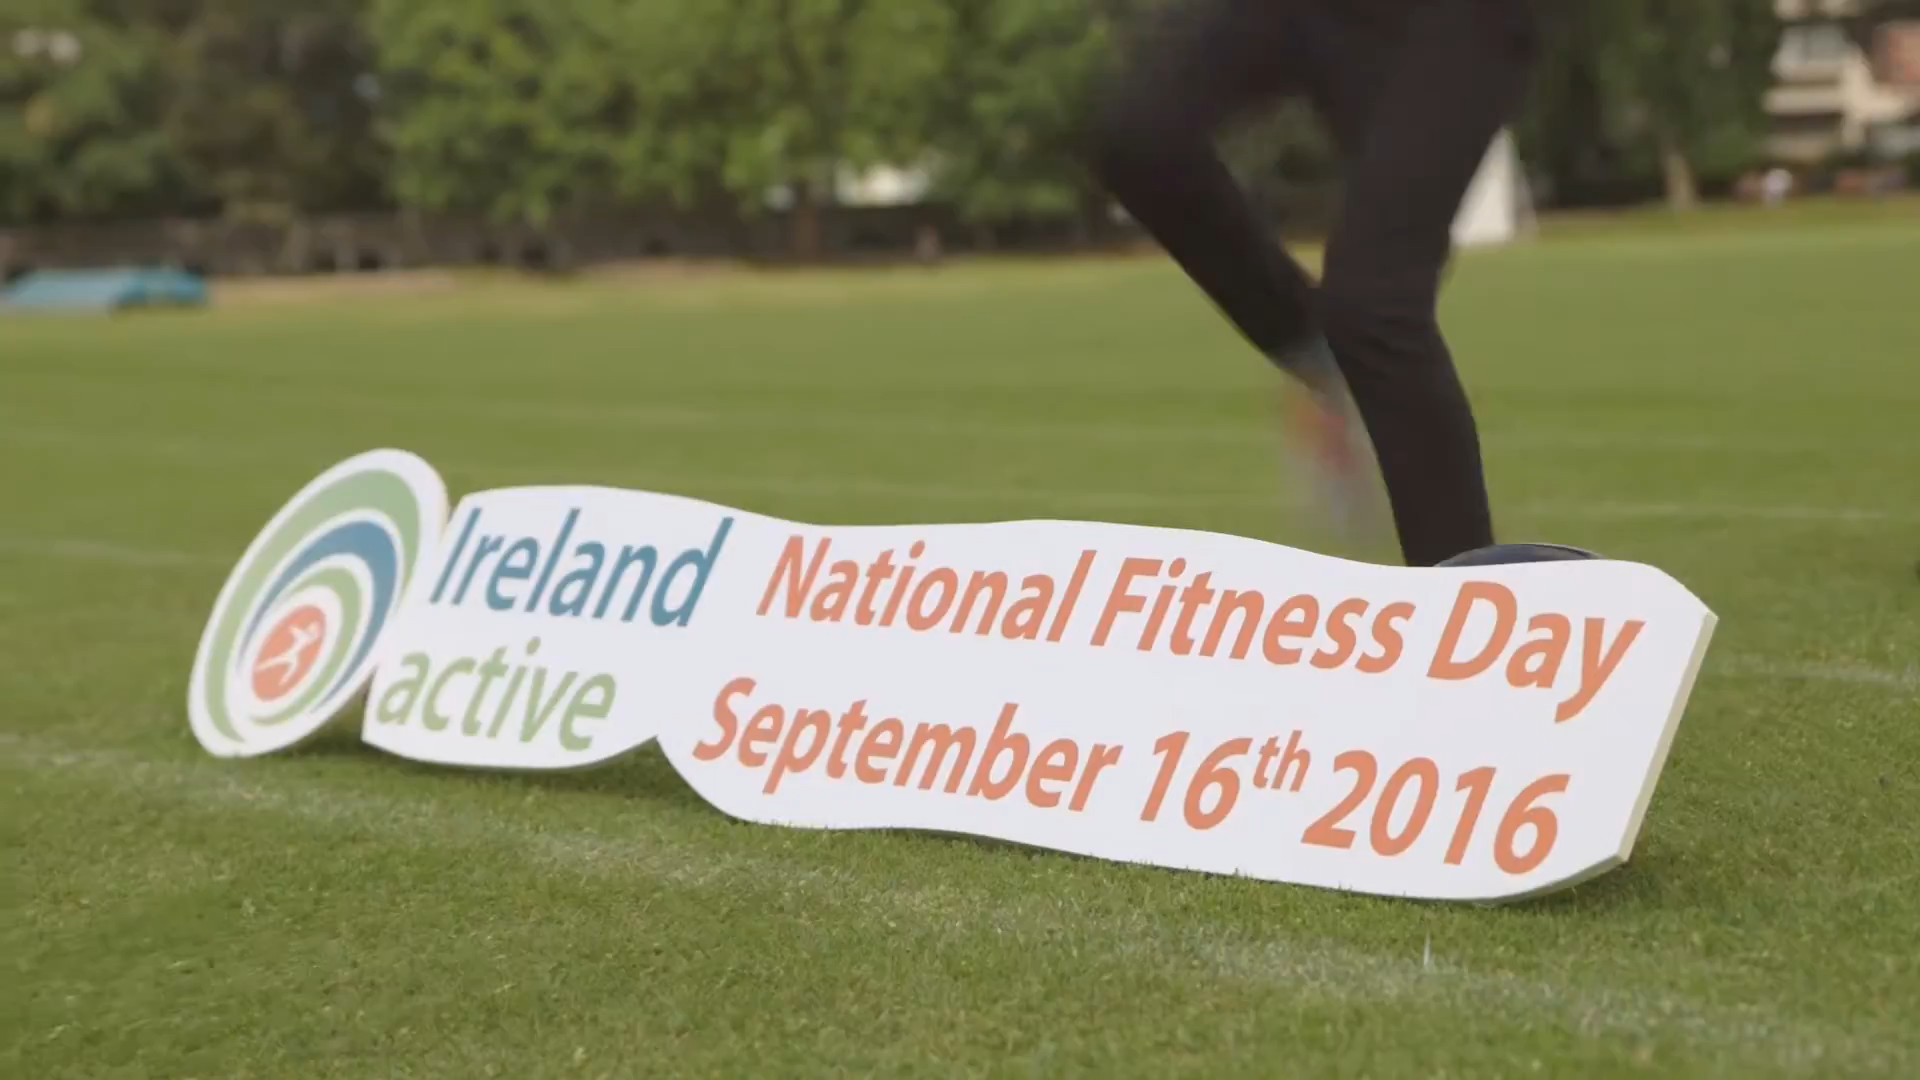 Ireland
active
National Fitness Day
September 16th 2016